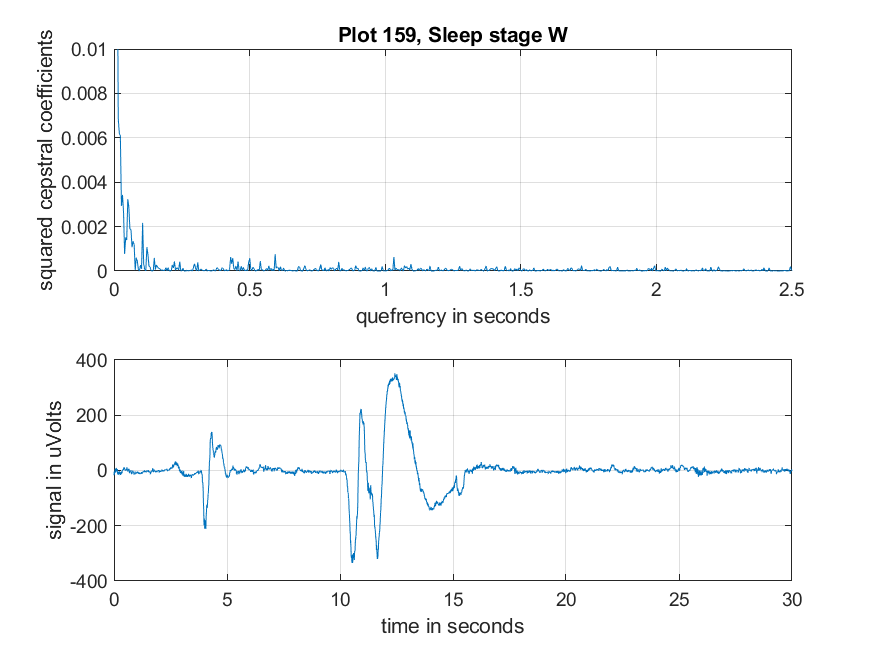 Plot 159, Sleep stage W
squared cepstral coefficients
0.01
0.008
0.006
0.004
0.002
0
0 0.5 1 1.5 2 2.5
quefrency in seconds
signal in uVolts
400
200
0
-200
-400
0 5 10 15 20 25 30
time in seconds